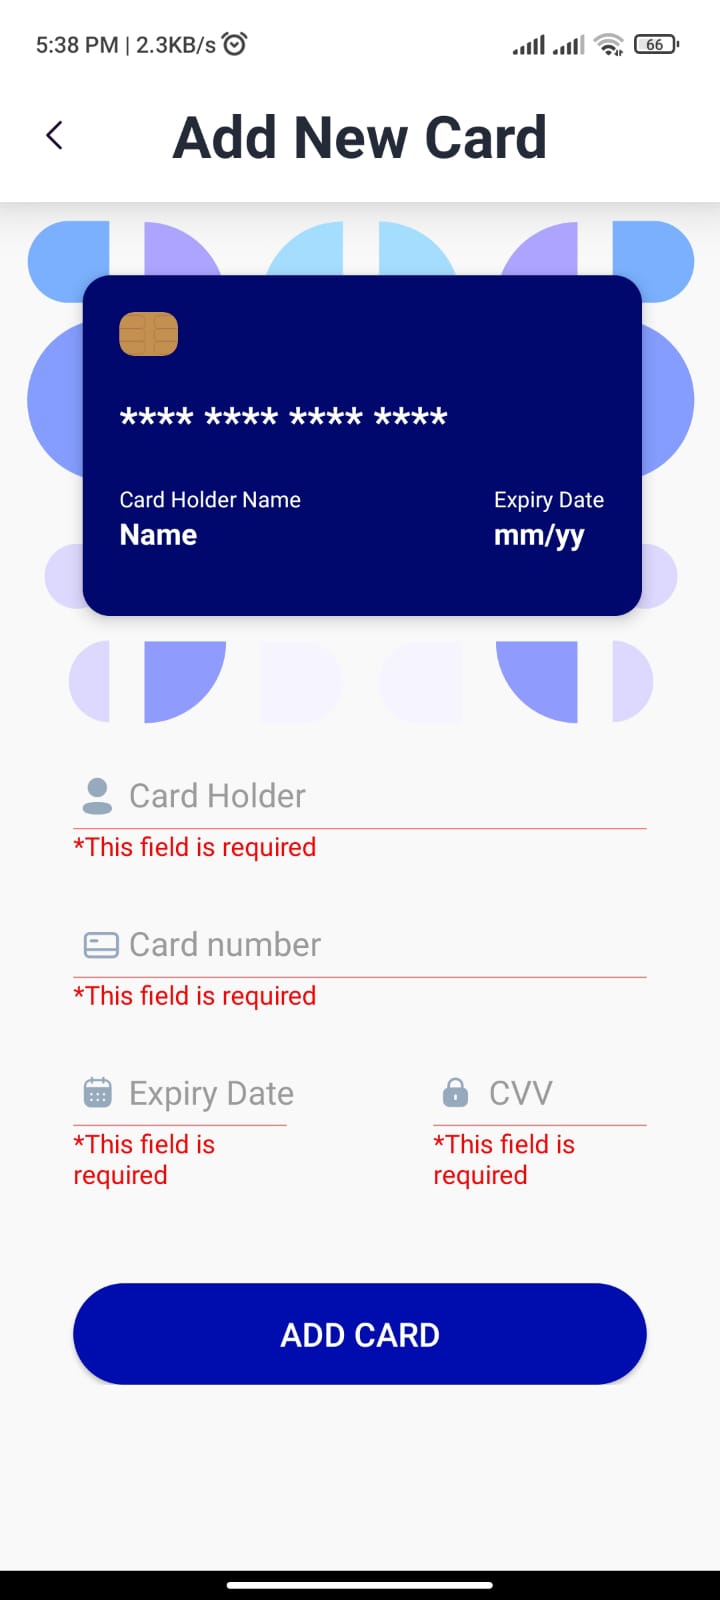 5:38 PM | 2.3KB/s 66
Add New Card
**** **** **** ****
Card Holder Name Expiry Date
Name mm/yy
Card Holder
*This field is required
Card number
*This field is required
Expiry Date CVV
*This field is *This field is
required required
ADD CARD